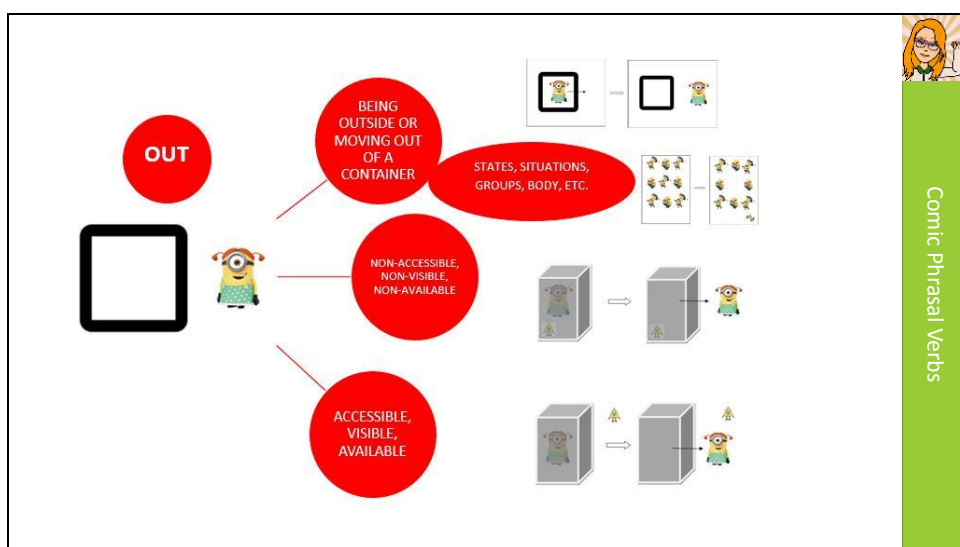 OUT
BEING
OUTSIDE OR
MOVING OUT
OF A
CONTAINER
STATES, SITUATIONS,
GROUPS, BODY, ETC.
NON-ACCESSIBLE,
NON-VISIBLE,
NON-AVAILABLE
ACCESSIBLE,
VISIBLE,
AVAILABLE
Comic Phrasal Verbs